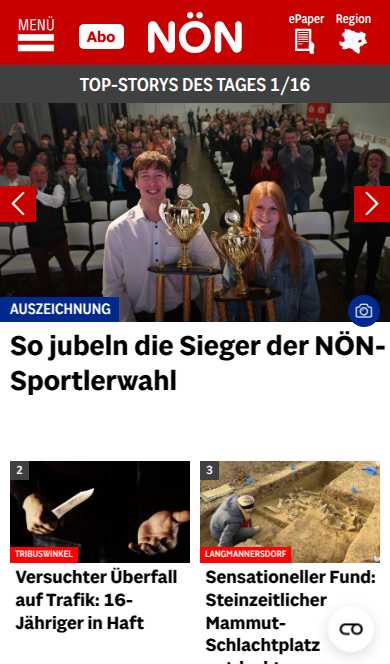 MENÜ
Abo
NÖN
ePaper
Region
TOP-STORYS DES TAGES 1/16
AUSZEICHNUNG
So jubeln die Sieger der NÖN-
Sportlerwahl
2
TRIBUSWINKEL
Versuchter Überfall
auf Trafik: 16-
Jähriger in Haft
3
LANGMANNERSDORF
Sensationeller Fund:
Steinzeitlicher
Mammut-
Schlachtplatz